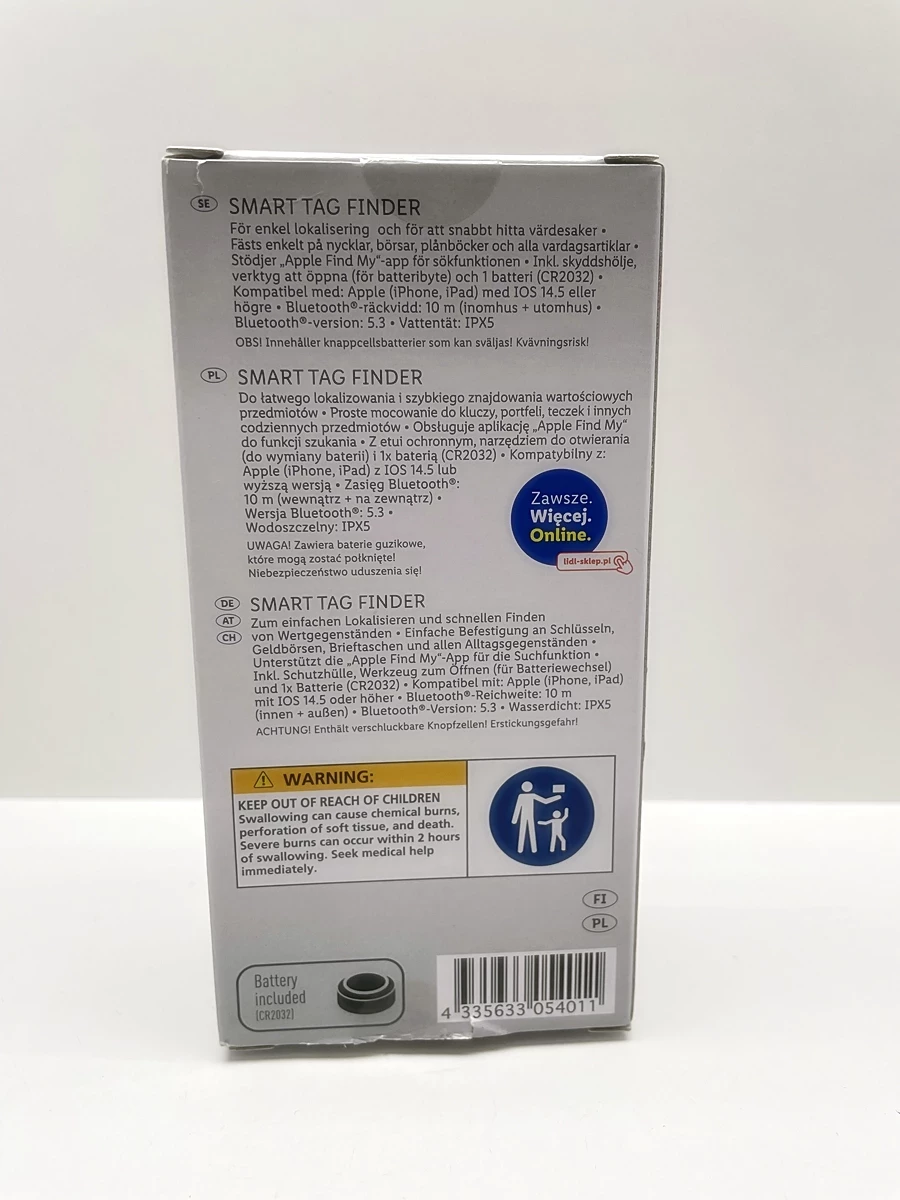 SE SMART TAG FINDER
För enkel lokalisering och för att snabbt hitta värdesaker •
Fästs enkelt på nycklar, börsar, plånböcker och alla vardagsartiklar •
Stödjer „Apple Find My“-app för sökfunktionen • Inkl. skyddshölje,
verktyg att öppna (för batteribyte) och 1 batteri (CR2032) •
Kompatibel med: Apple (iPhone, iPad) med IOS 14.5 eller
högre • Bluetooth®-räckvidd: 10 m (inomhus + utomhus) •
Bluetooth®-version: 5.3 • Vattentät: IPX5
OBS! Innehåller knappcellsbatterier som kan sväljas! Kvävningsrisk!
PL SMART TAG FINDER
Do łatwego lokalizowania i szybkiego znajdowania wartościowych
przedmiotów • Proste mocowanie do kluczy, portfeli, teczek i innych
codziennych przedmiotów • Obsługuje aplikację „Apple Find My“
do funkcji szukania • Z etui ochronnym, narzędziem do otwierania
(do wymiany baterii) i 1x baterią (CR2032) • Kompatybilny z:
Apple (iPhone, iPad) z IOS 14.5 lub
wyższą wersją • Zasięg Bluetooth®:
10 m (wewnątrz + na zewnątrz) •
Wersja Bluetooth®: 5.3 •
Wodoszczelny: IPX5
UWAGA! Zawiera baterie guzikowe,
które mogą zostać połknięte!
Niebezpieczeństwo uduszenia się!
Zawsze.
Więcej.
Online.
lidl-sklep.pl
DE SMART TAG FINDER
AT Zum einfachen Lokalisieren und schnellen Finden
CH von Wertgegenständen • Einfache Befestigung an Schlüsseln,
Geldbörsen, Brieftaschen und allen Alltagsgegenständen •
Unterstützt die „Apple Find My“-App für die Suchfunktion •
Inkl. Schutzhülle, Werkzeug zum Öffnen (für Batteriewechsel)
und 1x Batterie (CR2032) • Kompatibel mit: Apple (iPhone, iPad)
mit IOS 14.5 oder höher • Bluetooth®-Reichweite: 10 m
(innen + außen) • Bluetooth®-Version: 5.3 • Wasserdicht: IPX5
ACHTUNG! Enthält verschluckbare Knopfzellen! Erstickungsgefahr!
WARNING:
KEEP OUT OF REACH OF CHILDREN
Swallowing can cause chemical burns,
perforation of soft tissue, and death.
Severe burns can occur within 2 hours
of swallowing. Seek medical help
immediately.
FI
PL
Battery
included
(CR2032)
4 335633 054011